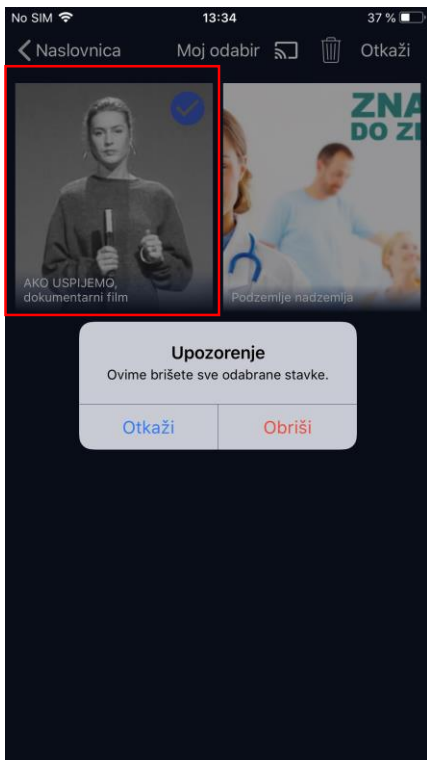 No SIM 13:34 37 %
Naslovnica Moj odabir Otkaži
ZNA
DO ZI
AKO USPIJEMO,
dokumentarni film
Podzemlje nadzemlja
Upozorenje
Ovime brišete sve odabrane stavke.
Otkaži Obriši